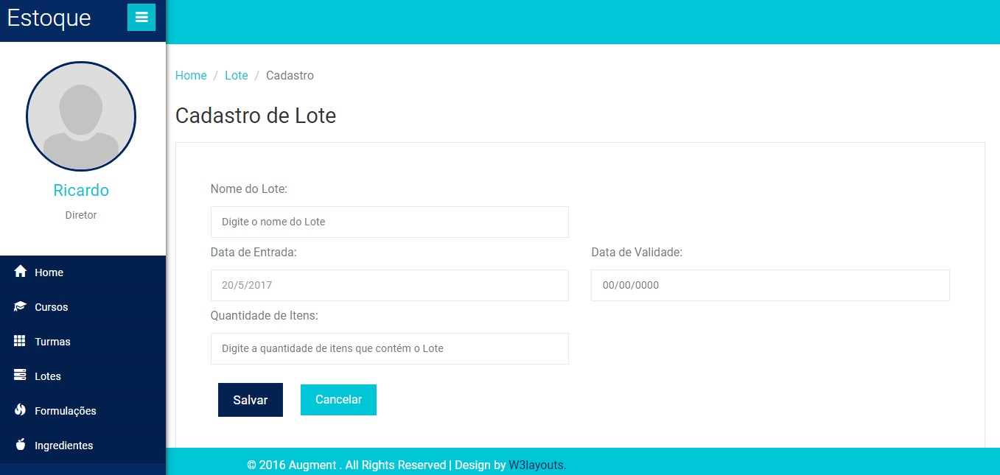 Estoque
Ricardo
Diretor
Home
Cursos
Turmas
Lotes
Formulações
Ingredientes
Home / Lote / Cadastro
Cadastro de Lote
Nome do Lote:
Digite o nome do Lote
Data de Entrada:
20/5/2017
Data de Validade:
00/00/0000
Quantidade de Itens:
Digite a quantidade de itens que contém o Lote
Salvar Cancelar
© 2016 Augment . All Rights Reserved | Design by W3layouts.